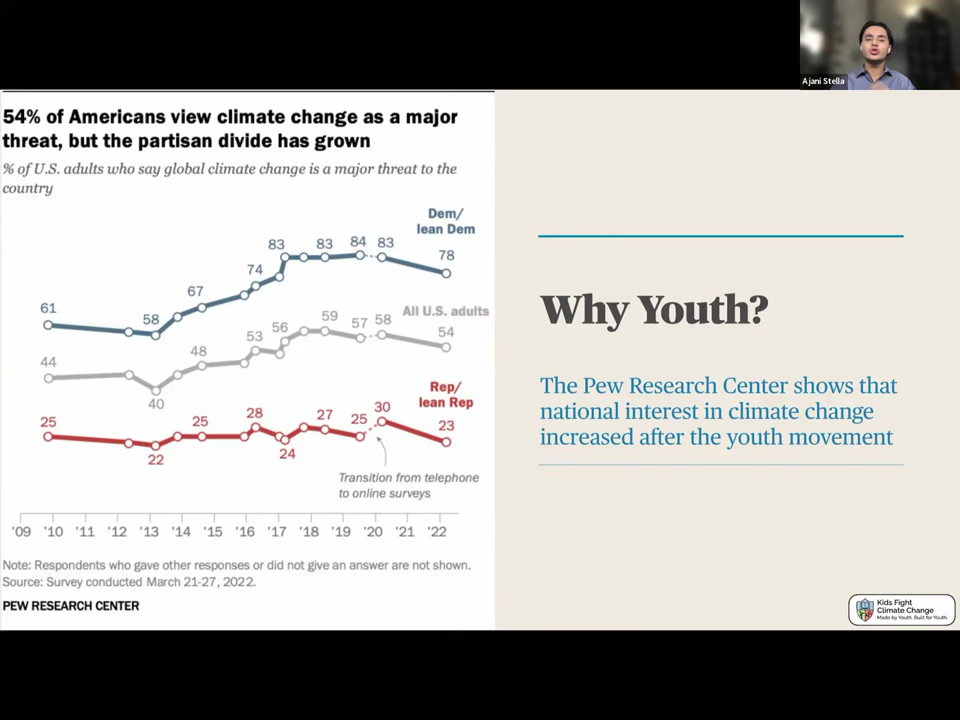 Ajani Stella
54% of Americans view climate change as a major
threat, but the partisan divide has grown
% of U.S. adults who say global climate change is a major threat to the
country
Dem/
lean Dem
61
58
67
74
83
83
84
83
78
All U.S. adults
44
40
48
53
56
59
57
58
54
Rep/
lean Rep
25
22
25
28
24
27
25
30
23
Transition from telephone
to online surveys
'09 '10 '11 '12 '13 '14 '15 '16 '17 '18 '19 '20 '21 '22
Note: Respondents who gave other responses or did not give an answer are not shown.
Source: Survey conducted March 21-27, 2022.
PEW RESEARCH CENTER
Why Youth?
The Pew Research Center shows that
national interest in climate change
increased after the youth movement
Kids Fight
Climate Change
Made by Youth. Built for Youth.